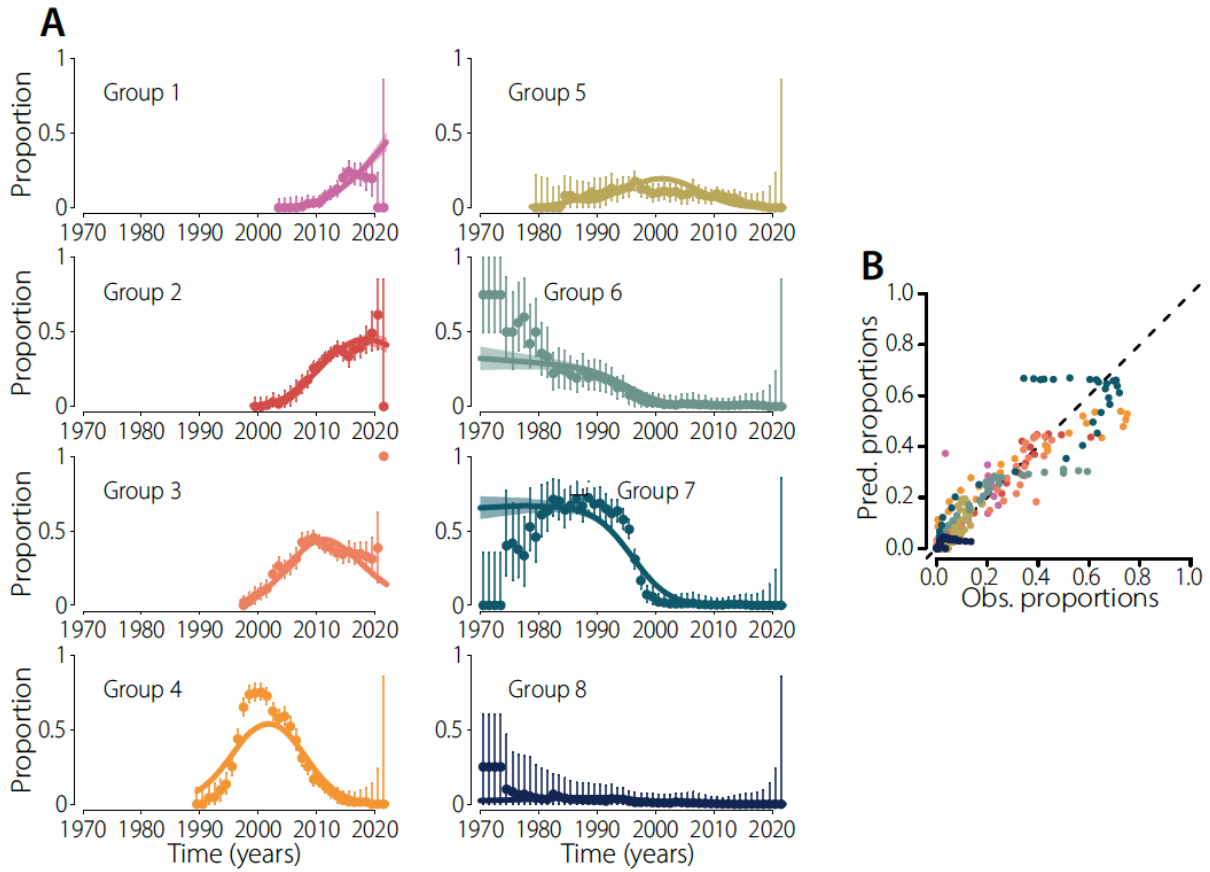 A
Proportion
1
0.5
0
Group 1
1970 1980 1990 2000 2010 2020
Proportion
1
0.5
0
Group 2
1970 1980 1990 2000 2010 2020
Proportion
1
0.5
0
Group 3
1970 1980 1990 2000 2010 2020
Proportion
1
0.5
0
Group 4
1970 1980 1990 2000 2010 2020
Time (years)
1
0.5
0
Group 5
1970 1980 1990 2000 2010 2020
1
0.5
0
Group 6
1970 1980 1990 2000 2010 2020
1
0.5
0
Group 7
1970 1980 1990 2000 2010 2020
1
0.5
0
Group 8
1970 1980 1990 2000 2010 2020
Time (years)
B
Pred. proportions
1.0
0.8
0.6
0.4
0.2
0.0
0.0 0.2 0.4 0.6 0.8 1.0
Obs. proportions